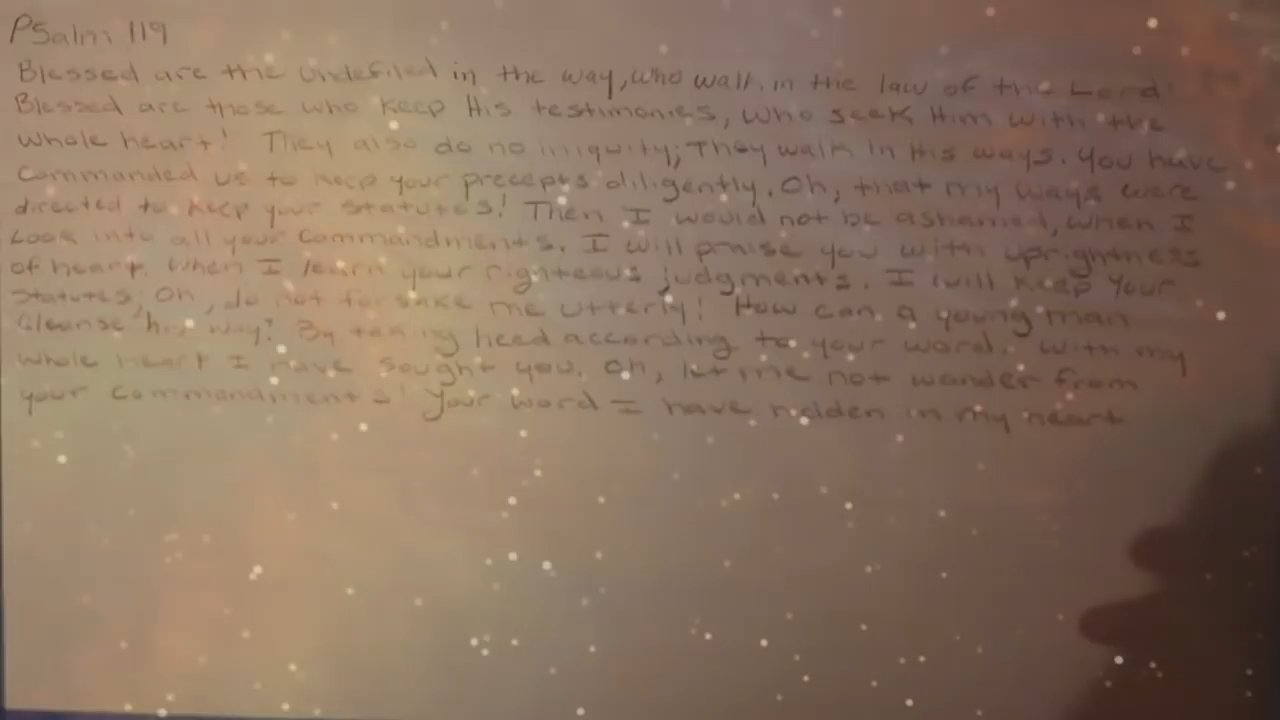 Psalm 119
Blessed are the undefiled in the way, who walk in the law of the Lord!
Blessed are those who keep His testimonies, who seek Him with the
whole heart! They also do no iniquity; They walk in His ways. You have
Commanded us to keep your precepts diligently. Oh, that my ways were
directed to keep your statutes! Then I would not be ashamed, when I
Look into all your Commandments. I will praise you with uprightness
of heart, when I learn your righteous judgments. I will keep Your
Statutes; Oh, do not forsake me utterly! How can a young man
Cleanse his way? By taking heed according to your word. With my
whole heart I have sought you. Oh, let me not wander from
your Commandments! Your word I have hidden in my heart